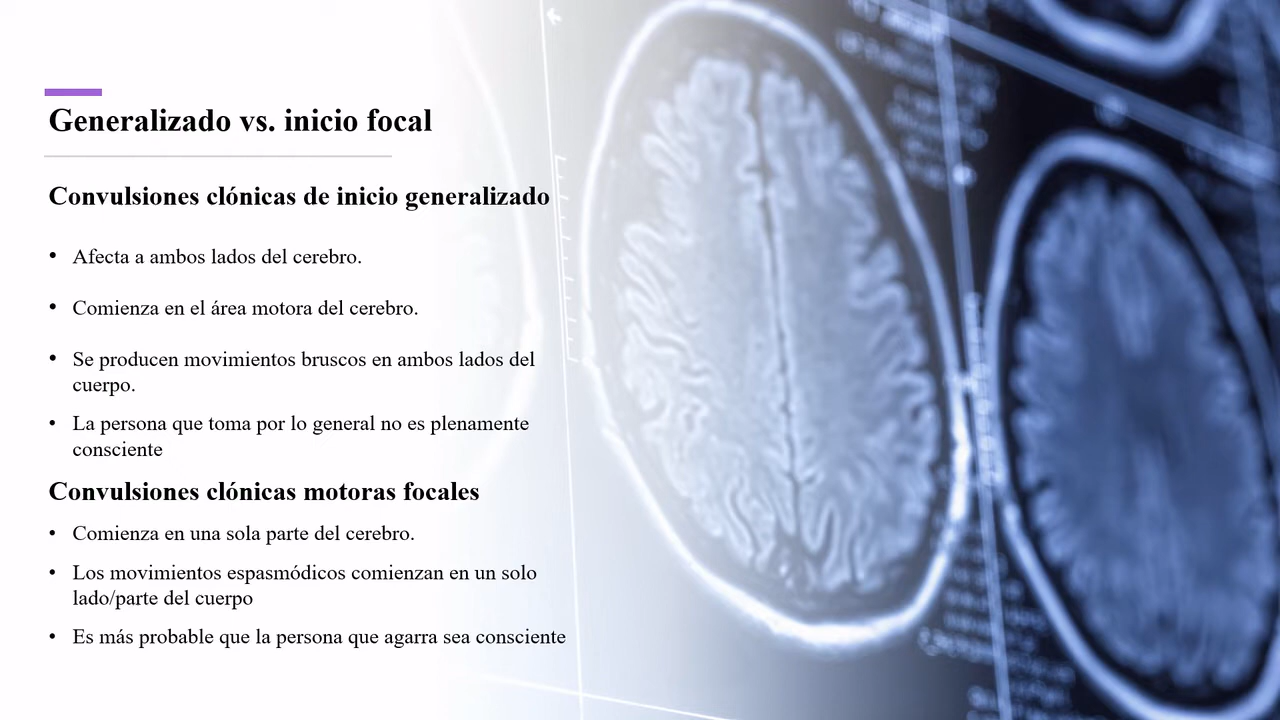 Generalizado vs. inicio focal
Convulsiones clónicas de inicio generalizado
• Afecta a ambos lados del cerebro.
• Comienza en el área motora del cerebro.
• Se producen movimientos bruscos en ambos lados del
cuerpo.
• La persona que toma por lo general no es plenamente
consciente
Convulsiones clónicas motoras focales
• Comienza en una sola parte del cerebro.
• Los movimientos espasmódicos comienzan en un solo
lado/parte del cuerpo
• Es más probable que la persona que agarra sea consciente